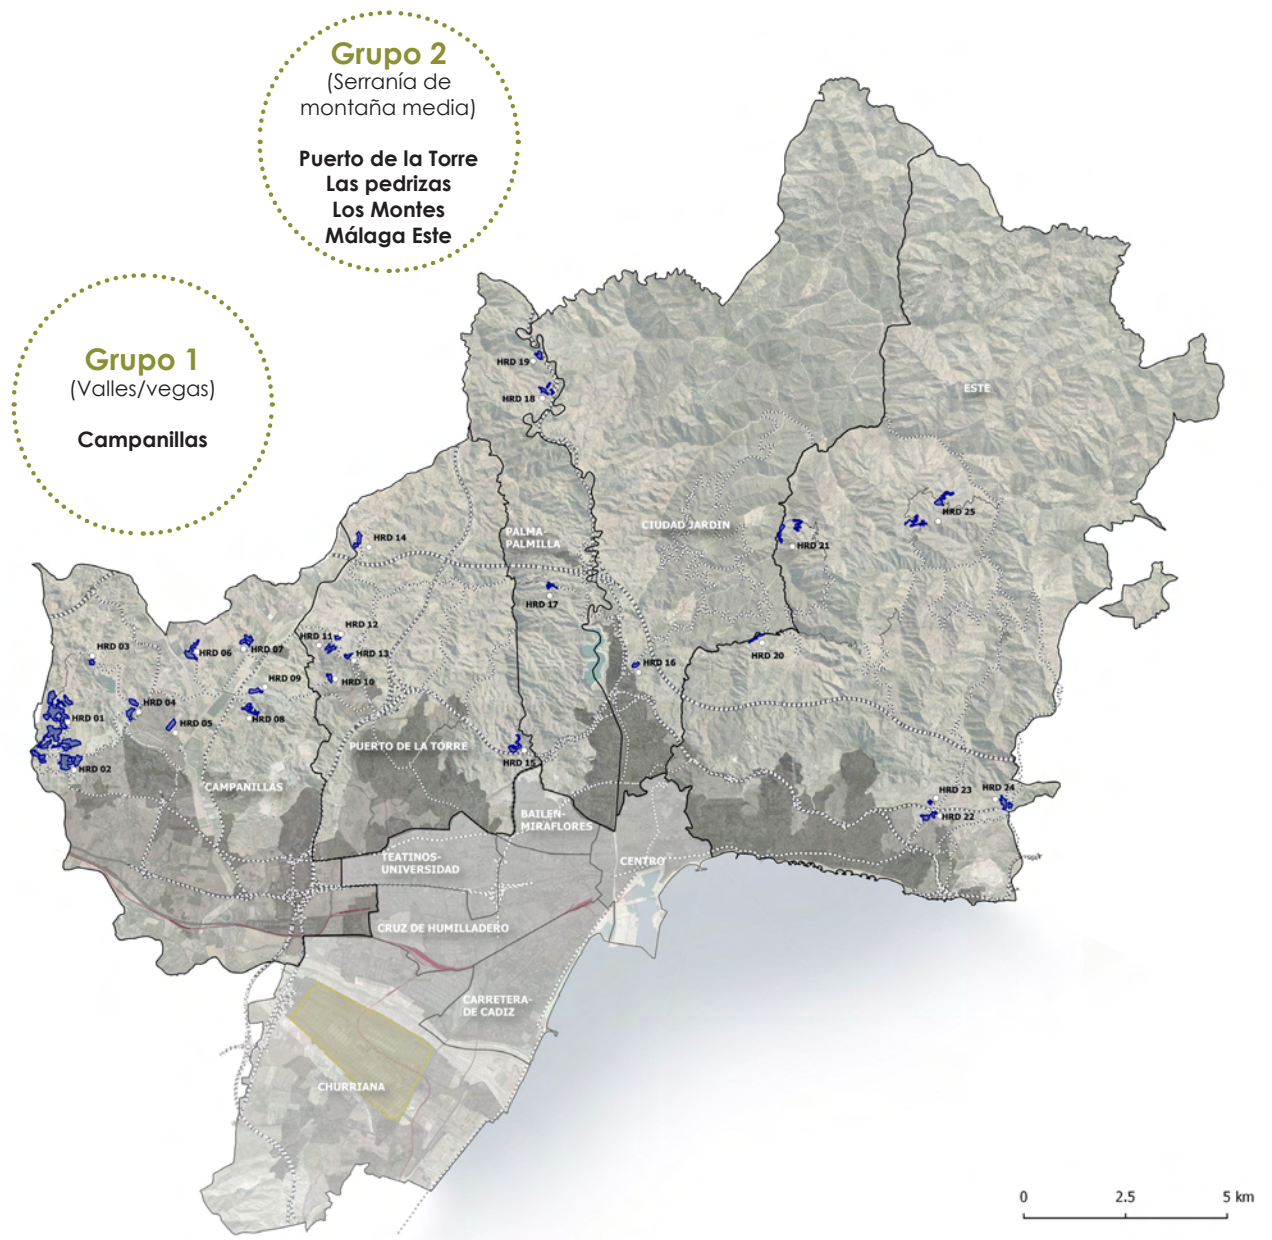 Grupo 2
(Serranía de
montaña media)
Puerto de la Torre
Las pedrizas
Los Montes
Málaga Este
Grupo 1
(Valles/vegas)
Campanillas
HRD 19
HRD 18
ESTE
HRD 25
CIUDAD JARDIN
HRD 21
PALMA-
PALMILLA
HRD 14
HRD 17
HRD 12
HRD 11
HRD 13
HRD 10
HRD 03
HRD 06
HRD 07
HRD 09
HRD 16
HRD 20
HRD 01
HRD 04
HRD 05
HRD 08
HRD 02
PUERTO DE LA TORRE
HRD 15
CAMPANILLAS
HRD 23
HRD 24
HRD 22
BAILEN-
MIRAFLORES
TEATINOS-
UNIVERSIDAD
CENTRO
CRUZ DE HUMILLADERO
CARRETERA-
DE CADIZ
CHURRIANA
0 2.5 5 km